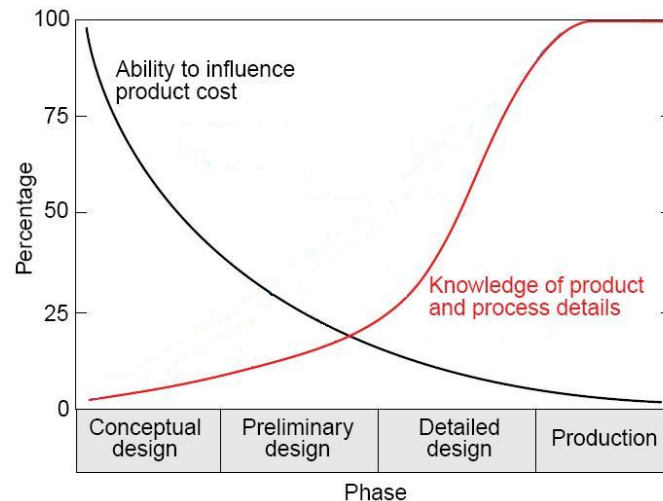 100
Ability to influence
product cost
75
Percentage
50
Knowledge of product
and process details
25
0
Conceptual
design
Preliminary
design
Detailed
design
Production
Phase